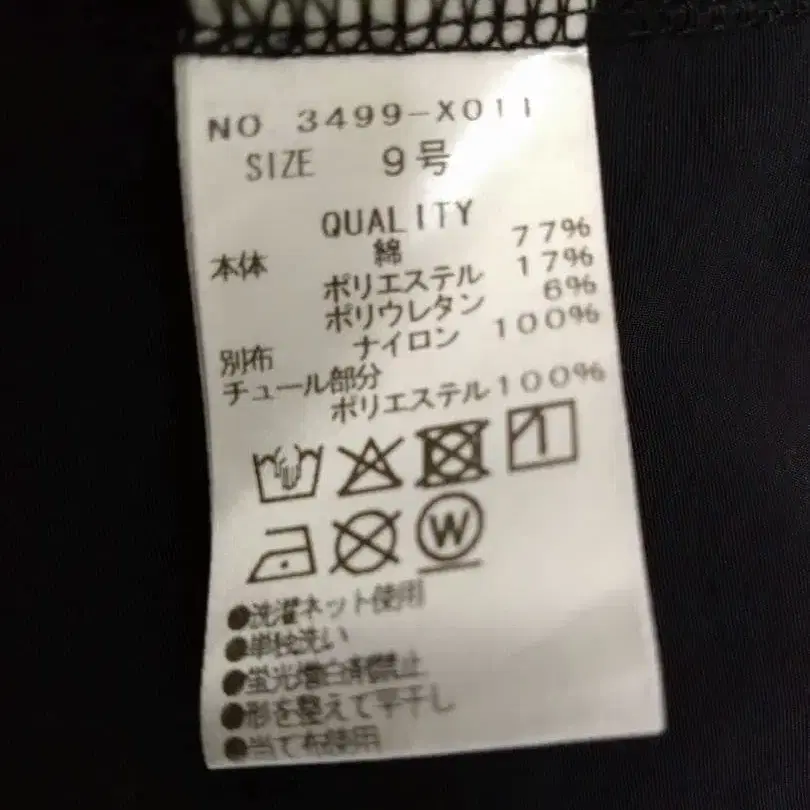 NO 3499-X011
SIZE 9号
QUALITY
本体 綿 77%
ポリエステル 17%
ポリウレタン 6%
別布 ナイロン 100%
チュール部分
ポリエステル 100%
W
●洗濯ネット使用
●単独洗い
●蛍光増白剤禁止
●形を整えて平干し
●当て布使用